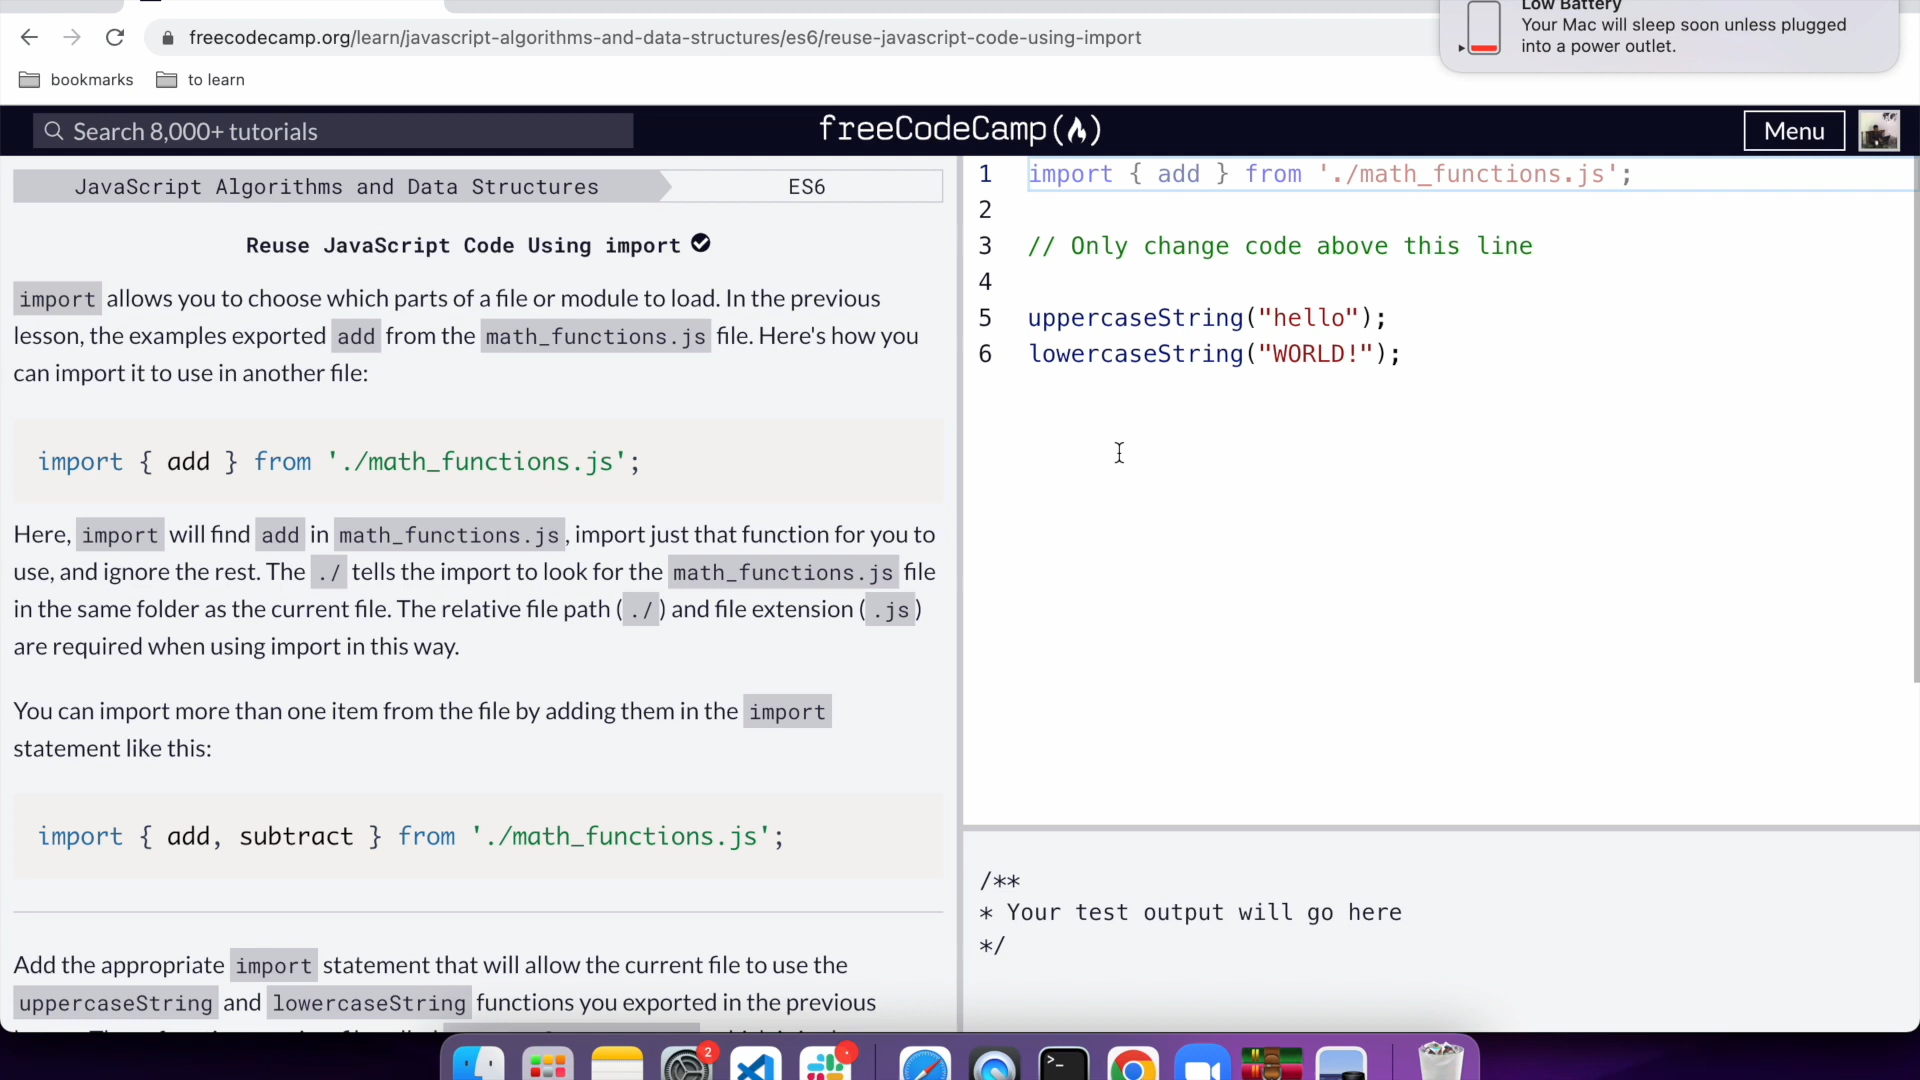 Low Battery
Your Mac will sleep soon unless plugged
into a power outlet.
freecodecamp.org/learn/javascript-algorithms-and-data-structures/es6/reuse-javascript-code-using-import
bookmarks
to learn
Search 8,000+ tutorials
freeCodeCamp(🔥)
Menu
JavaScript Algorithms and Data Structures
ES6
Reuse JavaScript Code Using import
import allows you to choose which parts of a file or module to load. In the previous
lesson, the examples exported add from the math_functions.js file. Here's how you
can import it to use in another file:
import { add } from './math_functions.js';
Here, import will find add in math_functions.js, import just that function for you to
use, and ignore the rest. The ./ tells the import to look for the math_functions.js file
in the same folder as the current file. The relative file path ( ./ ) and file extension ( .js )
are required when using import in this way.
You can import more than one item from the file by adding them in the import
statement like this:
import { add, subtract } from './math_functions.js';
Add the appropriate import statement that will allow the current file to use the
uppercaseString and lowercaseString functions you exported in the previous
1 import { add } from './math_functions.js';
2
3 // Only change code above this line
4
5 uppercaseString("hello");
6 lowercaseString("WORLD!");
/**
* Your test output will go here
*/
2